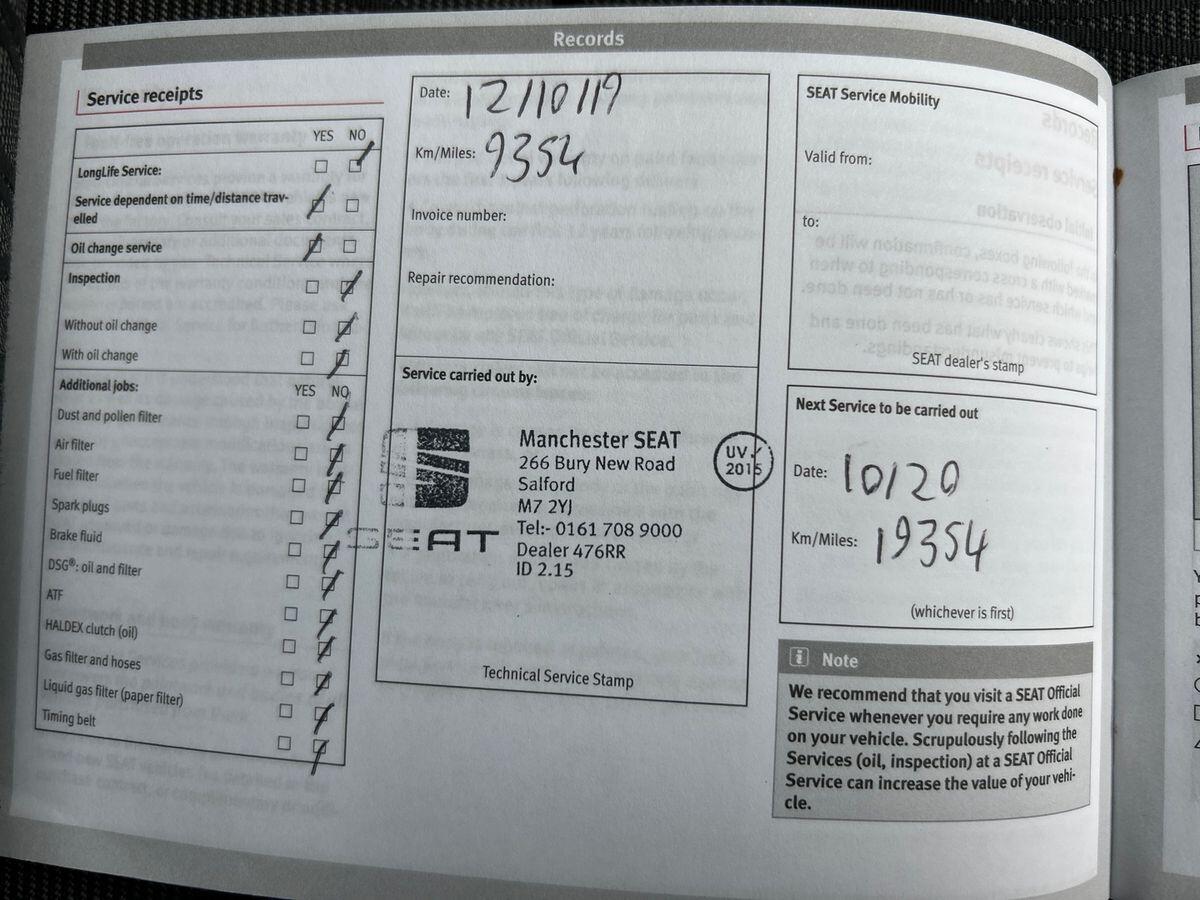 Records
Service receipts
YES NO
LongLife Service:
Service dependent on time/distance trav-
elled
Oil change service
Inspection
Without oil change
With oil change
Additional jobs: YES NO
Dust and pollen filter
Air filter
Fuel filter
Spark plugs
Brake fluid
DSG®: oil and filter
ATF
HALDEX clutch (oil)
Gas filter and hoses
Liquid gas filter (paper filter)
Timing belt
Date: 12/10/19
Km/Miles: 9354
Invoice number:
Repair recommendation:
Service carried out by:
SEAT
Manchester SEAT
266 Bury New Road
Salford
M7 2YJ
Tel:- 0161 708 9000
Dealer 476RR
ID 2.15
UV
2015
Technical Service Stamp
SEAT Service Mobility
Valid from:
to:
SEAT dealer's stamp
Next Service to be carried out
Date: 10/20
Km/Miles: 19354
(whichever is first)
i Note
We recommend that you visit a SEAT Official
Service whenever you require any work done
on your vehicle. Scrupulously following the
Services (oil, inspection) at a SEAT Official
Service can increase the value of your vehi-
cle.